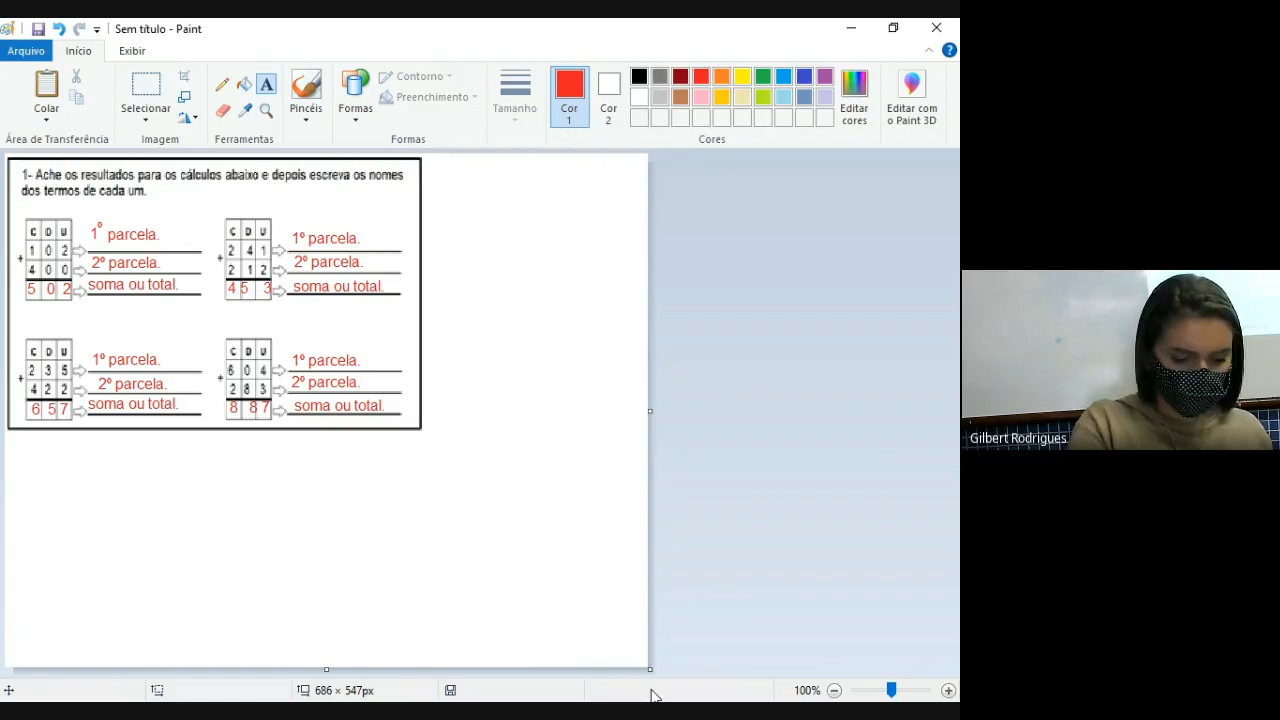 Sem título - Paint
Arquivo Início Exibir
Colar
Selecionar
Pincéis
Formas
Contorno
Preenchimento
Tamanho
Cor 1
Cor 2
Editar cores
Editar com o Paint 3D
Área de Transferência Imagem Ferramentas Formas Cores
1- Ache os resultados para os cálculos abaixo e depois escreva os nomes
dos termos de cada um.
C D U
1 0 2 1º parcela.
+ 4 0 0 2º parcela.
5 0 2 soma ou total.
C D U
2 4 1 1º parcela.
+ 2 1 2 2º parcela.
4 5 3 soma ou total.
C D U
2 3 5 1º parcela.
+ 4 2 2 2º parcela.
6 5 7 soma ou total.
C D U
6 0 4 1º parcela.
+ 2 8 3 2º parcela.
8 8 7 soma ou total.
Gilbert Rodrigues
686 × 547px
100%